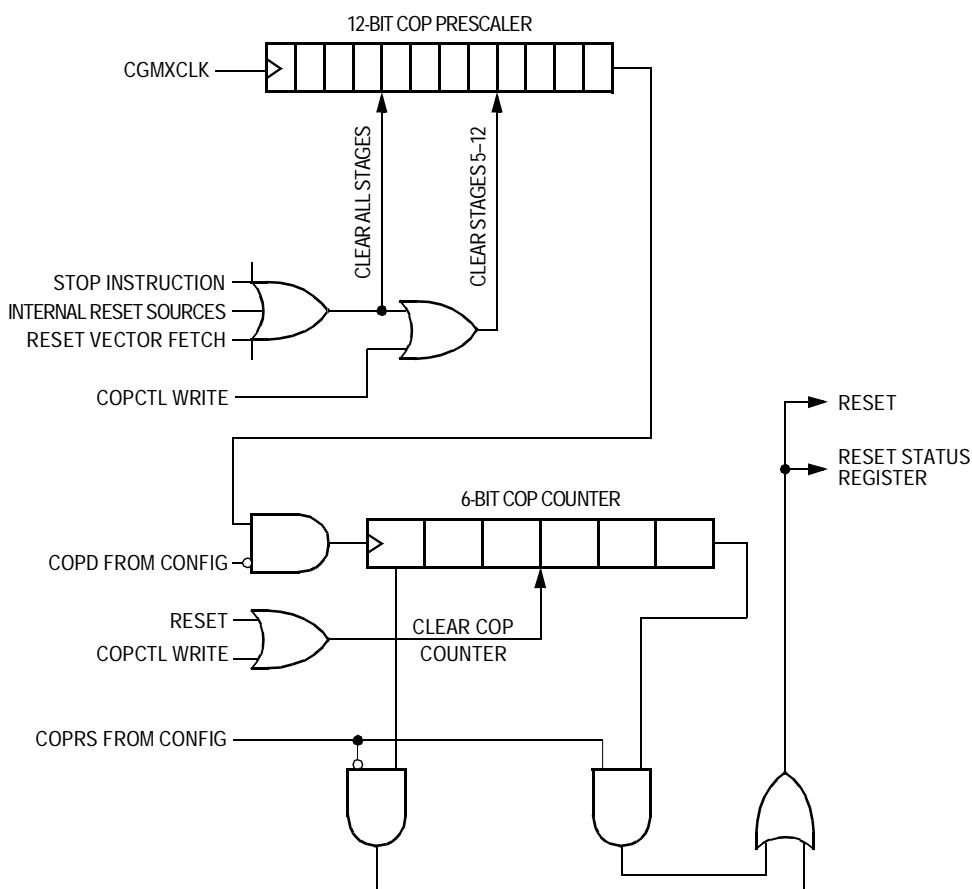 12-BIT COP PRESCALER
CGMXCLK
CLEAR ALL STAGES
CLEAR STAGES 5–12
STOP INSTRUCTION
INTERNAL RESET SOURCES
RESET VECTOR FETCH
COPCTL WRITE
RESET
RESET STATUS
REGISTER
6-BIT COP COUNTER
COPD FROM CONFIG
RESET
CLEAR COP
COUNTER
COPCTL WRITE
COPRS FROM CONFIG